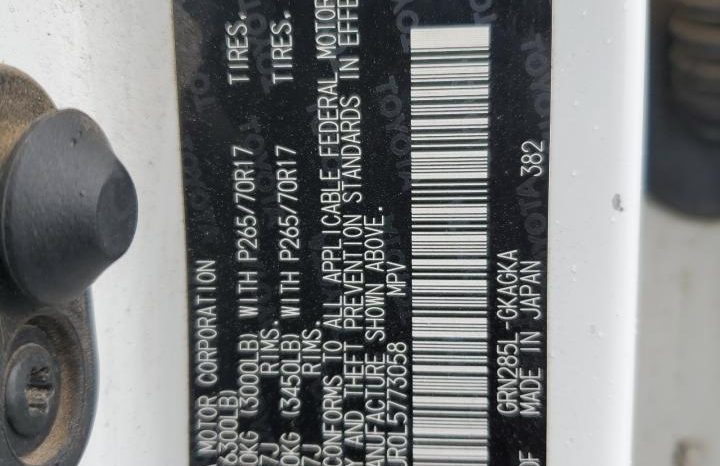 MOTOR CORPORATION
6300LB)
0KG (3000LB) WITH P265/70R17 TIRES,
7J RIMS.
0KG (3450LB) WITH P265/70R17 TIRES,
7J RIMS.
CONFORMS TO ALL APPLICABLE FEDERAL MOTOR
Y AND THEFT PREVENTION STANDARDS IN EFFE
ANUFACTURE SHOWN ABOVE.
UR0L5773058 MPV
GRN285L-GKAGKA
MADE IN JAPAN 382